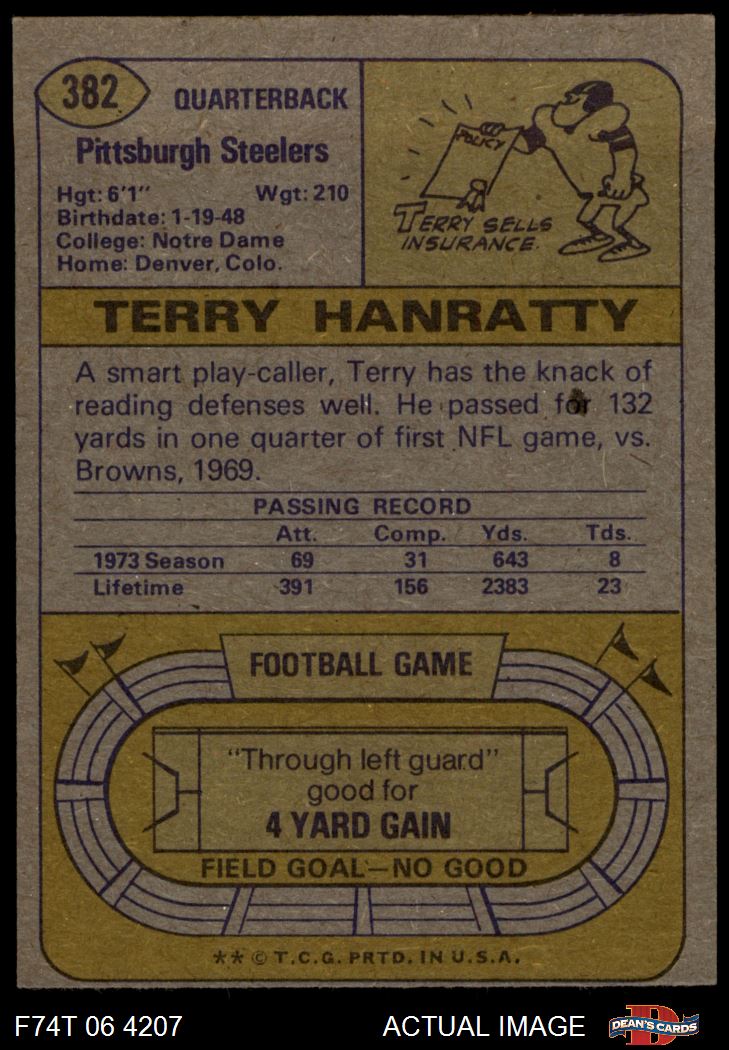 382
QUARTERBACK
Pittsburgh Steelers
Hgt: 6'1" Wgt: 210
Birthdate: 1-19-48
College: Notre Dame
Home: Denver, Colo.
POLICY
TERRY SELLS
INSURANCE.
TERRY HANRATTY
A smart play-caller, Terry has the knack of
reading defenses well. He passed for 132
yards in one quarter of first NFL game, vs.
Browns, 1969.
PASSING RECORD
Att. Comp. Yds. Tds.
1973 Season 69 31 643 8
Lifetime 391 156 2383 23
FOOTBALL GAME
"Through left guard"
good for
4 YARD GAIN
FIELD GOAL—NO GOOD
** © T.C.G. PRTD. IN U.S.A.
F74T 06 4207 ACTUAL IMAGE
D
DEAN'S CARDS